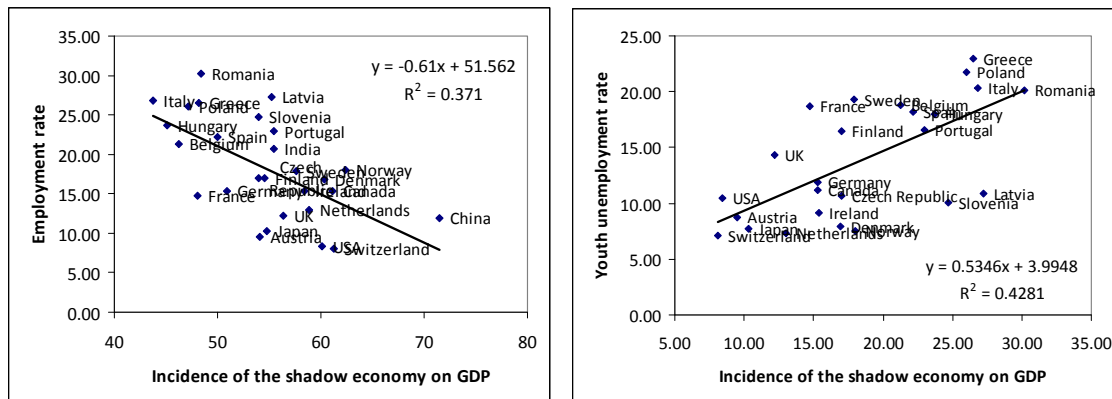 35.00
30.00
25.00
20.00
15.00
10.00
5.00
0.00
Employment rate
y = -0.61x + 51.562
R² = 0.371
Romania
Italy
Greece
Poland
Latvia
Slovenia
Hungary
Portugal
Spain
Belgium
India
Czech Republic
Sweden
Norway
Finland
Denmark
Germany
Ireland
Canada
France
Netherlands
UK
China
Japan
Austria
USA
Switzerland
40 50 60 70 80
Incidence of the shadow economy on GDP
25.00
20.00
15.00
10.00
5.00
0.00
Youth unemployment rate
Greece
Poland
Italy
Romania
France
Sweden
Belgium
Spain
Hungary
Finland
Portugal
UK
Germany
Canada
USA
Czech Republic
Latvia
Slovenia
Austria
Ireland
Japan
Denmark
Switzerland
Netherlands
Norway
y = 0.5346x + 3.9948
R² = 0.4281
5.00 10.00 15.00 20.00 25.00 30.00 35.00
Incidence of the shadow economy on GDP